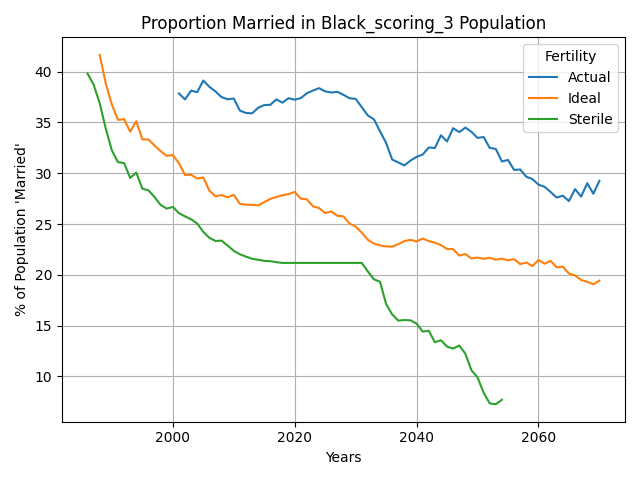 Proportion Married in Black_scoring_3 Population
% of Population 'Married'
40
35
30
25
20
15
10
Fertility
Actual
Ideal
Sterile
2000 2020 2040 2060
Years